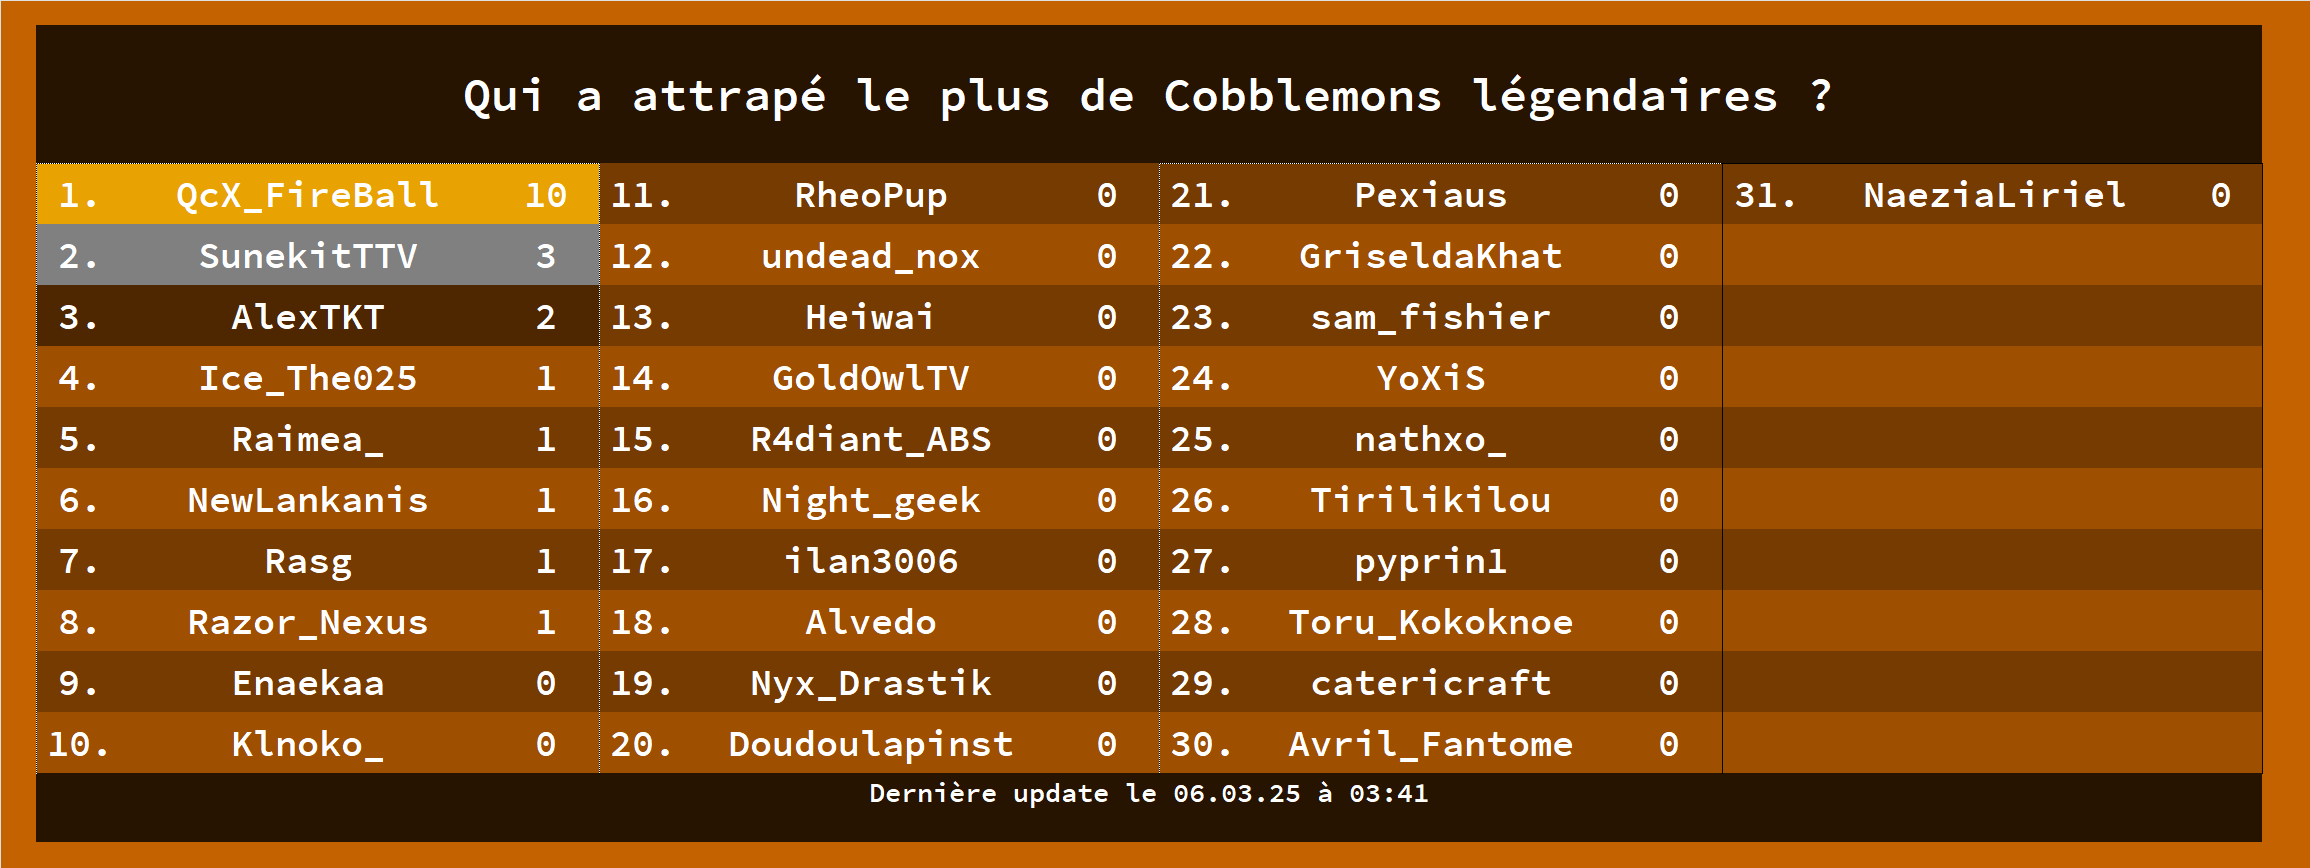 Qui a attrapé le plus de Cobblemons légendaires ?
1. QcX_FireBall 10
2. SunekitTTV 3
3. AlexTKT 2
4. Ice_The025 1
5. Raimea_ 1
6. NewLankanis 1
7. Rasg 1
8. Razor_Nexus 1
9. Enaekaa 0
10. Klnoko_ 0
11. RheoPup 0
12. undead_nox 0
13. Heiwai 0
14. GoldOwlTV 0
15. R4diant_ABS 0
16. Night_geek 0
17. ilan3006 0
18. Alvedo 0
19. Nyx_Drastik 0
20. Doudoulapinst 0
21. Pexiaus 0
22. GriseldaKhat 0
23. sam_fishier 0
24. YoXiS 0
25. nathxo_ 0
26. Tirilikilou 0
27. pyprin1 0
28. Toru_Kokoknoe 0
29. catericraft 0
30. Avril_Fantome 0
31. NaeziaLiriel 0
Dernière update le 06.03.25 à 03:41